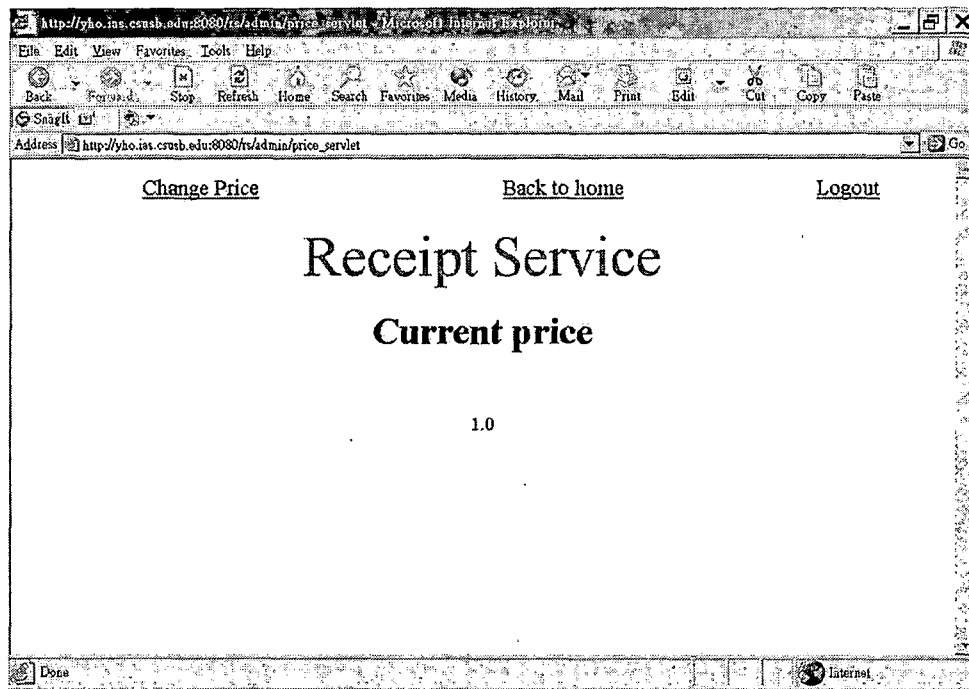 http://yho.ias.csusb.edu:8080/rs/admin/price_servlet - Microsoft Internet Explorer
File Edit View Favorites Tools Help
Back Forward Stop Refresh Home Search Favorites Media History Mail Print Edit Cut Copy Paste
SnagIt
Address http://yho.ias.csusb.edu:8080/rs/admin/price_servlet Go
Change Price Back to home Logout
Receipt Service
Current price
1.0
Done Internet